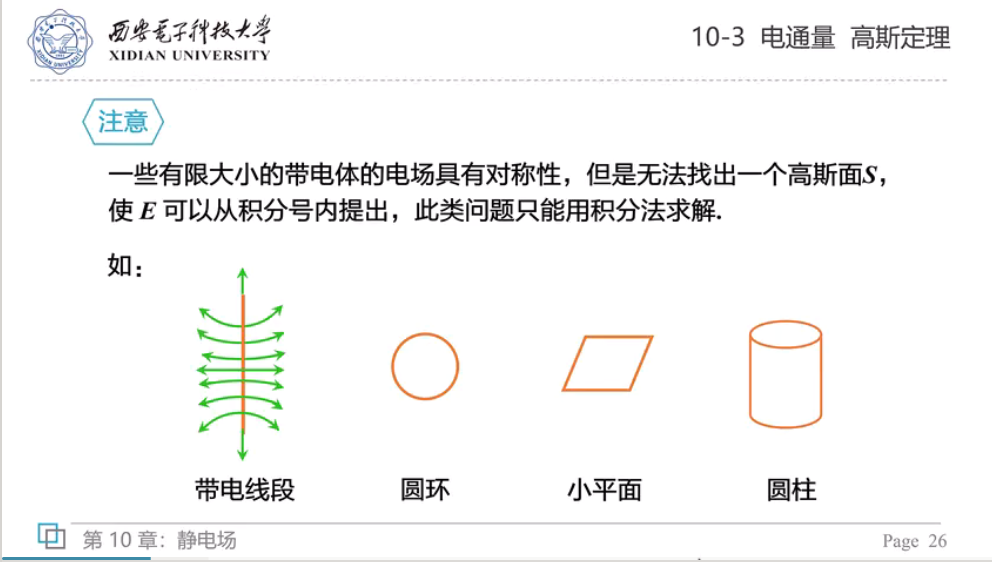 西安电子科技大学
XIDIAN UNIVERSITY
10-3 电通量 高斯定理
注意
一些有限大小的带电体的电场具有对称性，但是无法找出一个高斯面S，
使 E 可以从积分号内提出，此类问题只能用积分法求解.
如：
带电线段
圆环
小平面
圆柱
第 10 章：静电场
Page 26